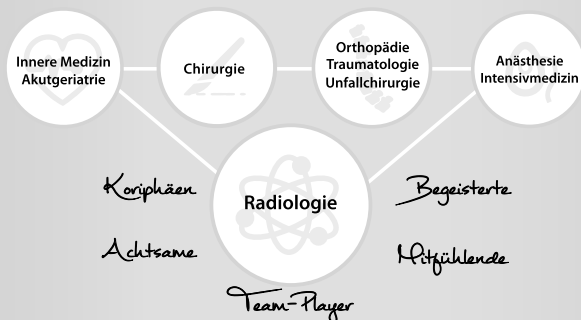 Innere Medizin
Akutgeriatrie
Chirurgie
Orthopädie
Traumatologie
Unfallchirurgie
Anästhesie
Intensivmedizin
Radiologie
Koriphäen
Begeisterte
Achtsame
Mitfühlende
Team-Player